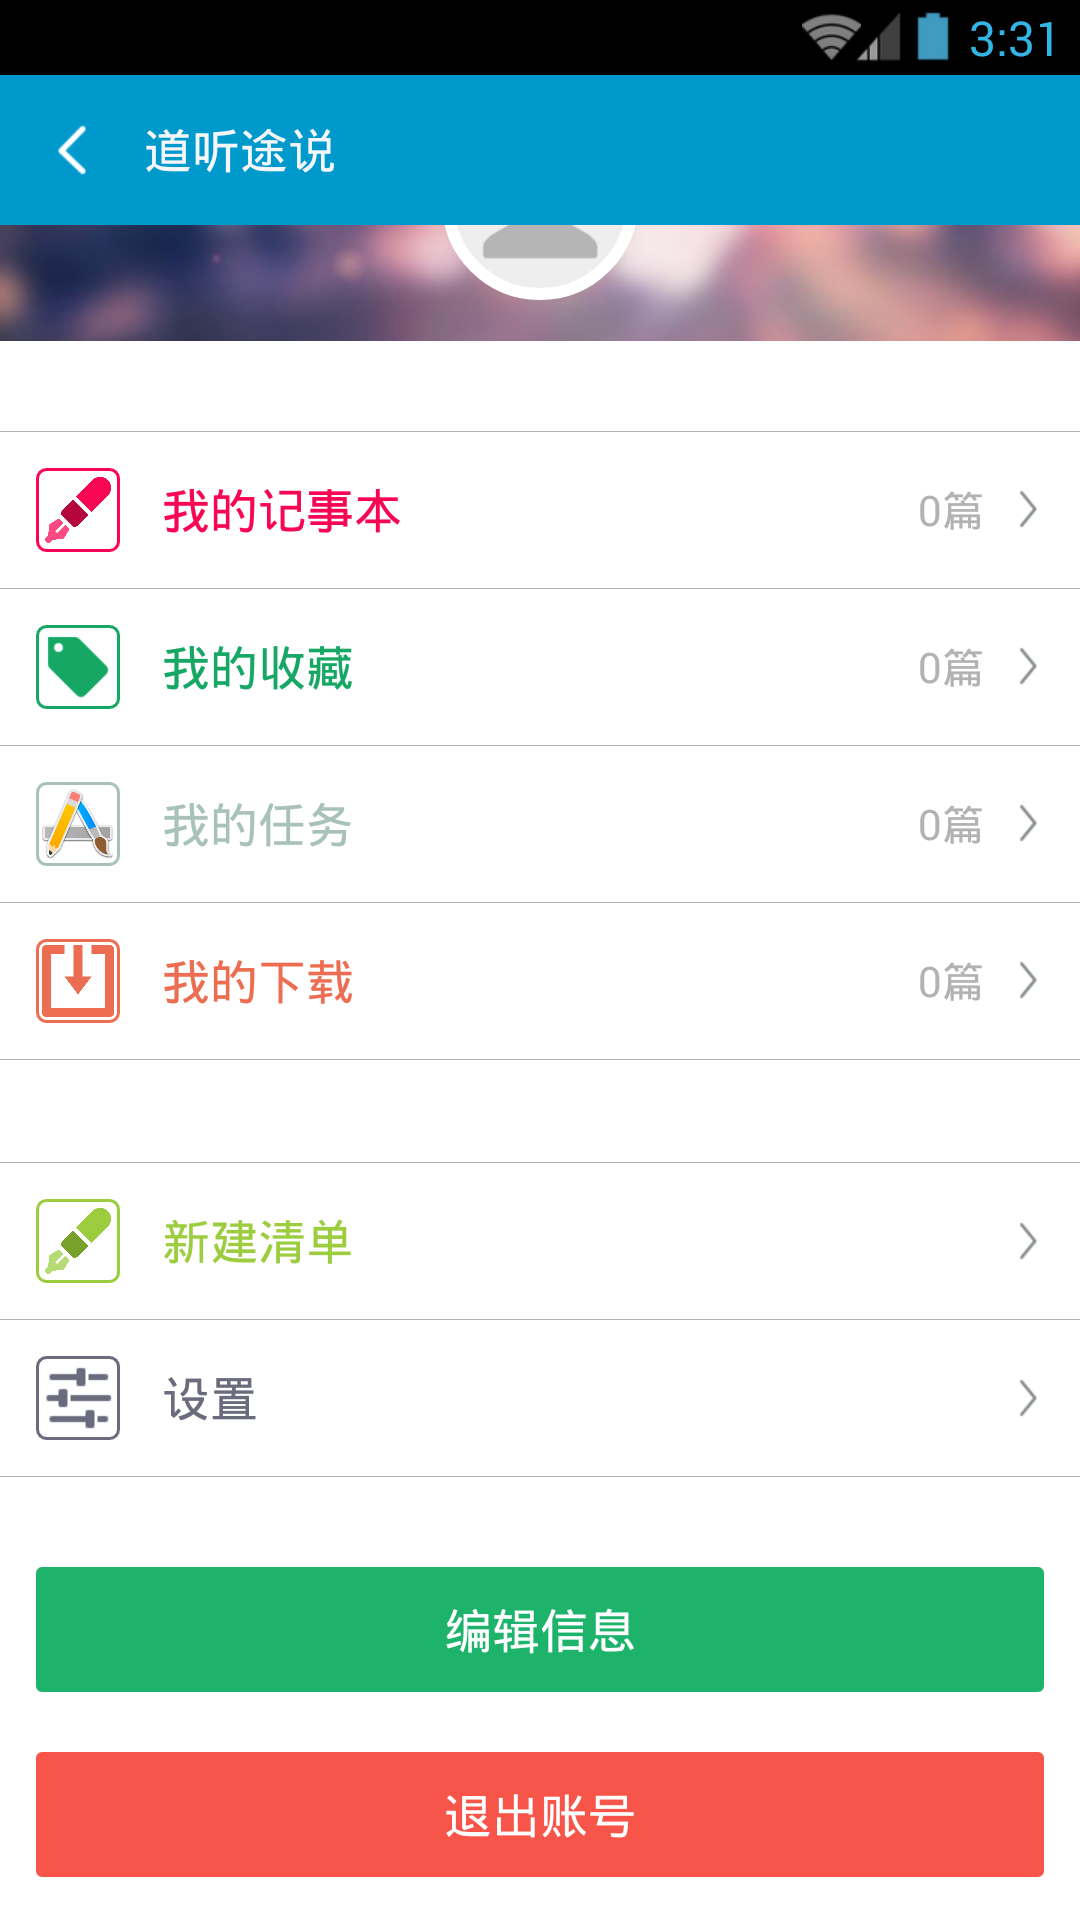 3:31
道听途说
我的记事本 0篇
我的收藏 0篇
我的任务 0篇
我的下载 0篇
新建清单
设置
编辑信息
退出账号